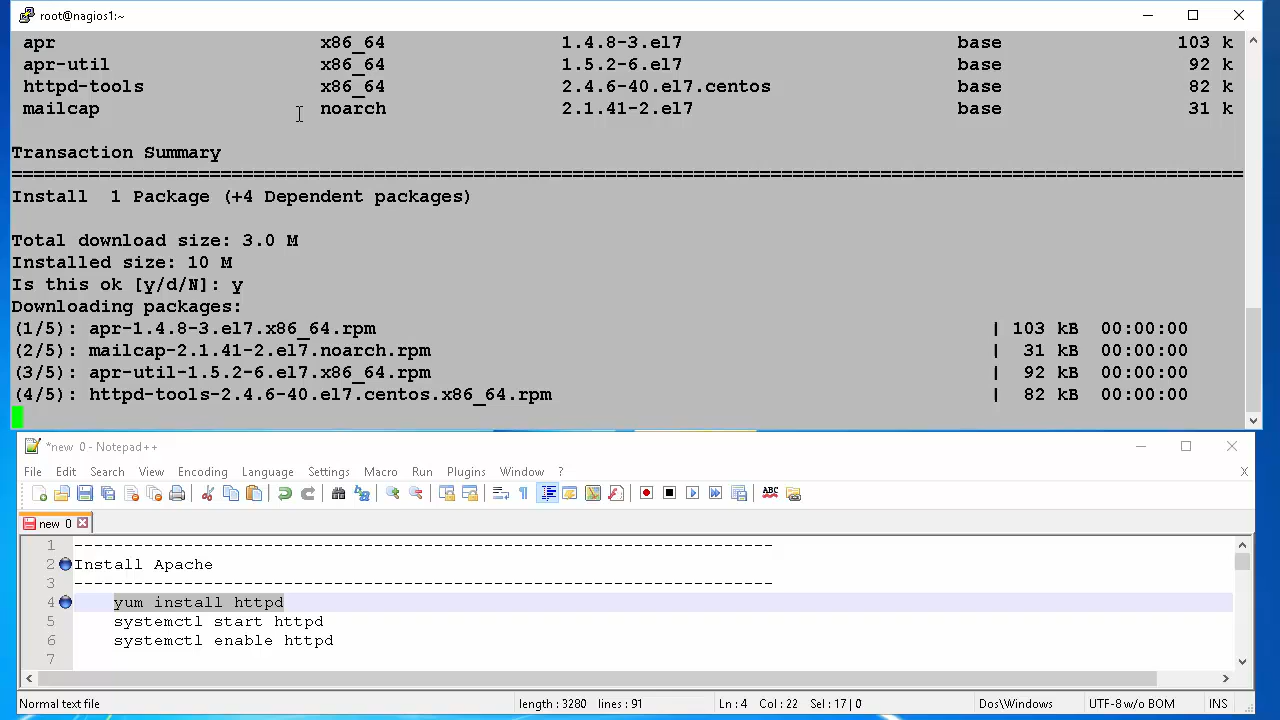 root@nagios1:~
apr x86_64 1.4.8-3.el7 base 103 k
apr-util x86_64 1.5.2-6.el7 base 92 k
httpd-tools x86_64 2.4.6-40.el7.centos base 82 k
mailcap noarch 2.1.41-2.el7 base 31 k
Transaction Summary
================================================================================================================
Install  1 Package (+4 Dependent packages)
Total download size: 3.0 M
Installed size: 10 M
Is this ok [y/d/N]: y
Downloading packages:
(1/5): apr-1.4.8-3.el7.x86_64.rpm | 103 kB 00:00:00
(2/5): mailcap-2.1.41-2.el7.noarch.rpm | 31 kB 00:00:00
(3/5): apr-util-1.5.2-6.el7.x86_64.rpm | 92 kB 00:00:00
(4/5): httpd-tools-2.4.6-40.el7.centos.x86_64.rpm | 82 kB 00:00:00
*new 0 - Notepad++
File Edit Search View Encoding Language Settings Macro Run Plugins Window ? X
ABC
new 0
1 ----------------------------------------------------------------------
2 Install Apache
3 ----------------------------------------------------------------------
4 yum install httpd
5 systemctl start httpd
6 systemctl enable httpd
7
Normal text file length : 3280 lines : 91 Ln : 4 Col : 22 Sel : 17 | 0 Dos\Windows UTF-8 w/o BOM INS